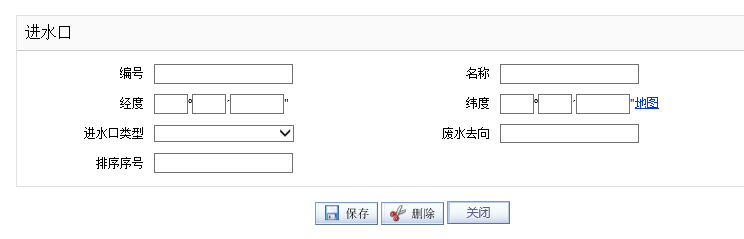 进水口
编号 名称
经度 ° ′ ″ 纬度 ° ′ ″地图
进水口类型 废水去向
排序序号
保存 删除 关闭